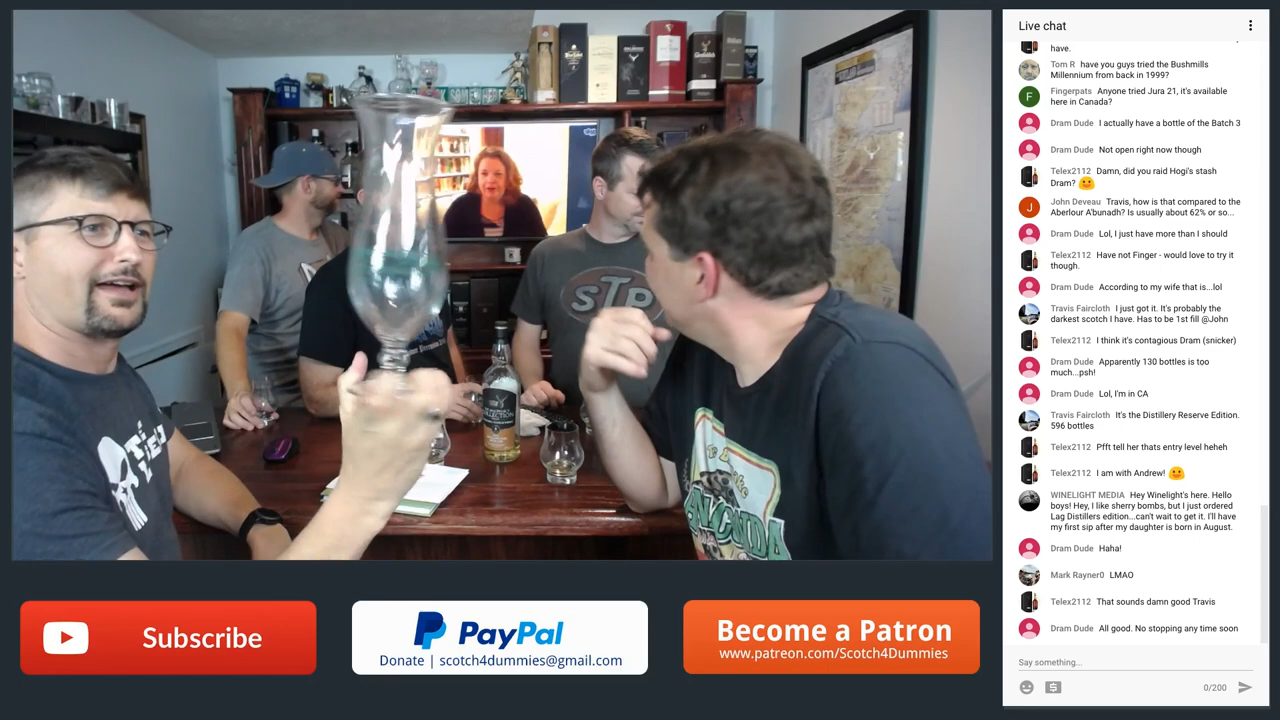 STP
SELECTION
Subscribe
PayPal
Donate | scotch4dummies@gmail.com
Become a Patron
www.patreon.com/Scotch4Dummies
Live chat
have.
Tom R have you guys tried the Bushmills
Millennium from back in 1999?
F
Fingerpats Anyone tried Jura 21, it's available
here in Canada?
Dram Dude I actually have a bottle of the Batch 3
Dram Dude Not open right now though
Telex2112 Damn, did you raid Hogi's stash
Dram?
J
John Deveau Travis, how is that compared to the
Aberlour A'bunadh? Is usually about 62% or so...
Dram Dude Lol, I just have more than I should
Telex2112 Have not Finger - would love to try it
though.
Dram Dude According to my wife that is...lol
Travis Faircloth I just got it. It's probably the
darkest scotch I have. Has to be 1st fill @John
Telex2112 I think it's contagious Dram (snicker)
Dram Dude Apparently 130 bottles is too
much...psh!
Dram Dude Lol, I'm in CA
Travis Faircloth It's the Distillery Reserve Edition.
596 bottles
Telex2112 Pfft tell her thats entry level heheh
Telex2112 I am with Andrew!
WINELIGHT MEDIA Hey Winelight's here. Hello
boys! Hey, I like sherry bombs, but I just ordered
Lag Distillers edition...can't wait to get it. I'll have
my first sip after my daughter is born in August.
Dram Dude Haha!
Mark Rayner0 LMAO
Telex2112 That sounds damn good Travis
Dram Dude All good. No stopping any time soon
Say something...
0/200